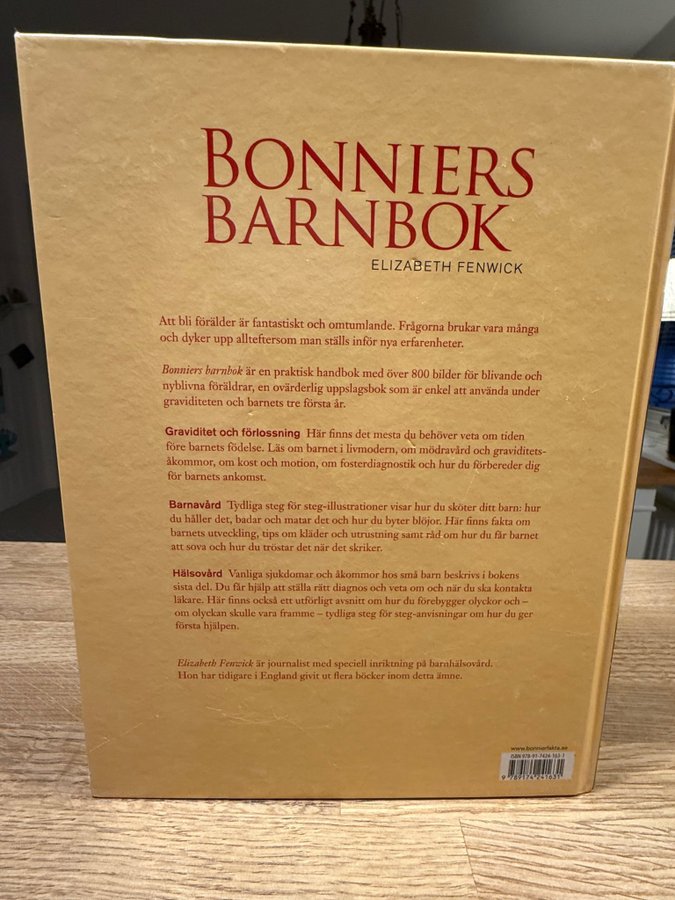 BONNIERS
BARNBOK
ELIZABETH FENWICK
Att bli förälder är fantastiskt och omtumlande. Frågorna brukar vara många
och dyker upp allteftersom man ställs inför nya erfarenheter.
Bonniers barnbok är en praktisk handbok med över 800 bilder för blivande och
nyblivna föräldrar, en ovärderlig uppslagsbok som är enkel att använda under
graviditeten och barnets tre första år.
Graviditet och förlossning Här finns det mesta du behöver veta om tiden
före barnets födelse. Läs om barnet i livmodern, om mödravård och graviditets-
åkommor, om kost och motion, om fosterdiagnostik och hur du förbereder dig
för barnets ankomst.
Barnavård Tydliga steg för steg-illustrationer visar hur du sköter ditt barn: hur
du håller det, badar och matar det och hur du byter blöjor. Här finns fakta om
barnets utveckling, tips om kläder och utrustning samt råd om hur du får barnet
att sova och hur du tröstar det när det skriker.
Hälsovård Vanliga sjukdomar och åkommor hos små barn beskrivs i bokens
sista del. Du får hjälp att ställa rätt diagnos och veta om och när du ska kontakta
läkare. Här finns också ett utförligt avsnitt om hur du förebygger olyckor och –
om olyckan skulle vara framme – tydliga steg för steg-anvisningar om hur du ger
första hjälpen.
Elizabeth Fenwick är journalist med speciell inriktning på barnhälsovård.
Hon har tidigare i England givit ut flera böcker inom detta ämne.
www.bonnierfakta.se
ISBN 978-91-7424-163-1
9 789174 241631